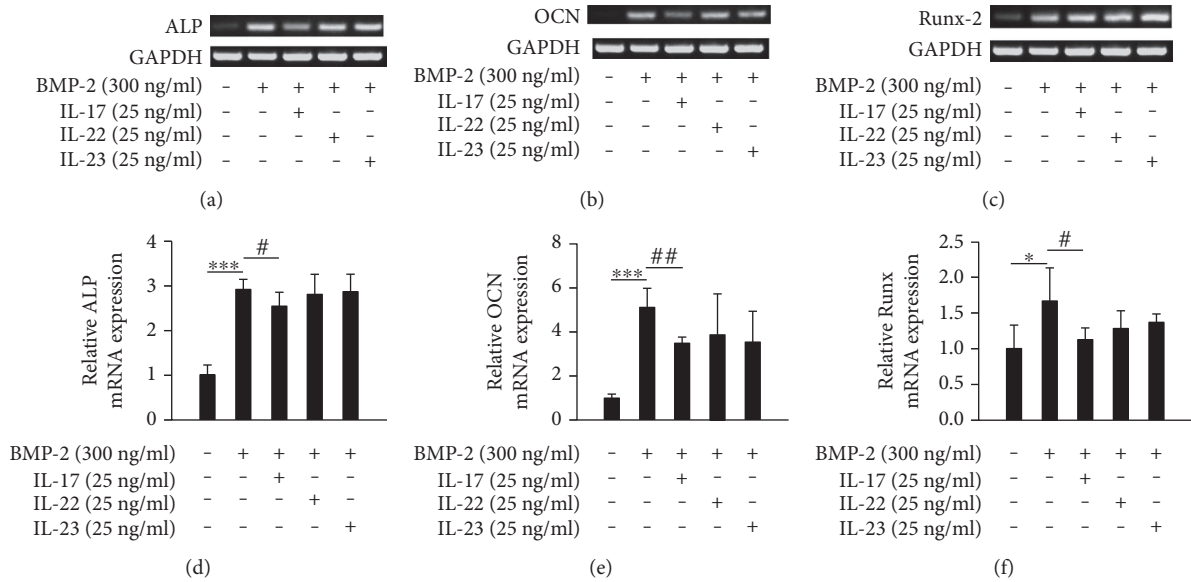 ALP
GAPDH
BMP-2 (300 ng/ml) – + + + +
IL-17 (25 ng/ml) – – + – –
IL-22 (25 ng/ml) – – – + –
IL-23 (25 ng/ml) – – – – +
(a)
OCN
GAPDH
BMP-2 (300 ng/ml) – + + + +
IL-17 (25 ng/ml) – – + – –
IL-22 (25 ng/ml) – – – + –
IL-23 (25 ng/ml) – – – – +
(b)
Runx-2
GAPDH
BMP-2 (300 ng/ml) – + + + +
IL-17 (25 ng/ml) – – + – –
IL-22 (25 ng/ml) – – – + –
IL-23 (25 ng/ml) – – – – +
(c)
Relative ALP
mRNA expression
4
3
2
1
0
***
#
BMP-2 (300 ng/ml) – + + + +
IL-17 (25 ng/ml) – – + – –
IL-22 (25 ng/ml) – – – + –
IL-23 (25 ng/ml) – – – – +
(d)
Relative OCN
mRNA expression
8
6
4
2
0
***
##
BMP-2 (300 ng/ml) – + + + +
IL-17 (25 ng/ml) – – + – –
IL-22 (25 ng/ml) – – – + –
IL-23 (25 ng/ml) – – – – +
(e)
Relative Runx
mRNA expression
2.5
2.0
1.5
1.0
0.5
0.0
*
#
BMP-2 (300 ng/ml) – + + + +
IL-17 (25 ng/ml) – – + – –
IL-22 (25 ng/ml) – – – + –
IL-23 (25 ng/ml) – – – – +
(f)